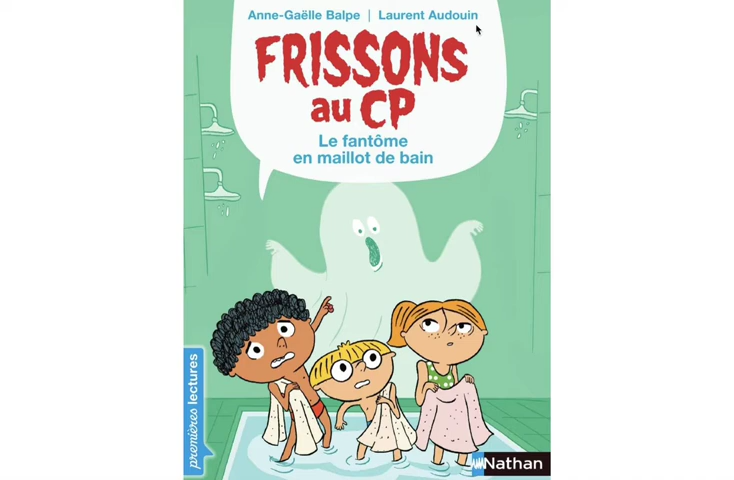 Anne-Gaëlle Balpe | Laurent Audouin
FRISSONS
au CP
Le fantôme
en maillot de bain
premières lectures
Nathan